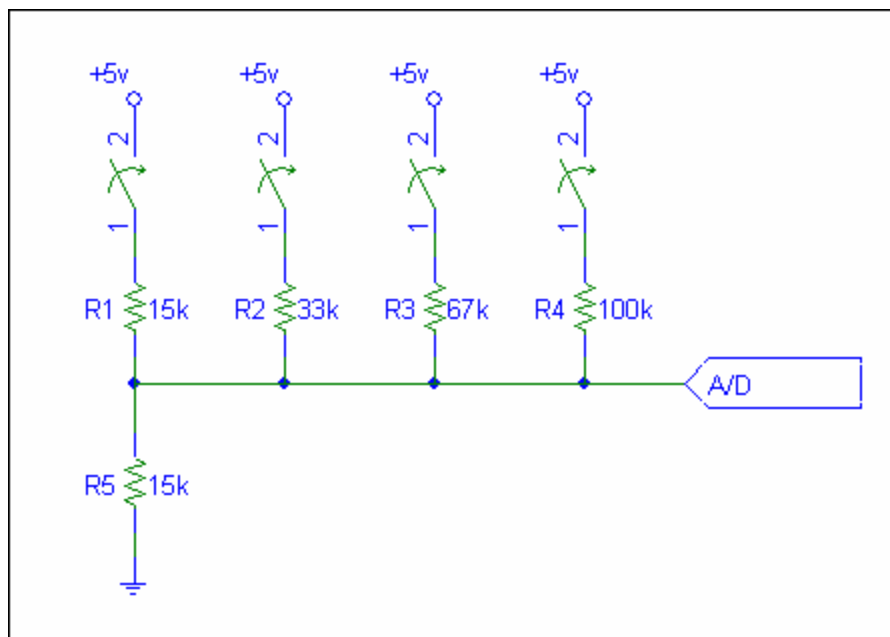 +5v +5v +5v +5v
2 2 2 2
1 1 1 1
R1 15k R2 33k R3 67k R4 100k
A/D
R5 15k